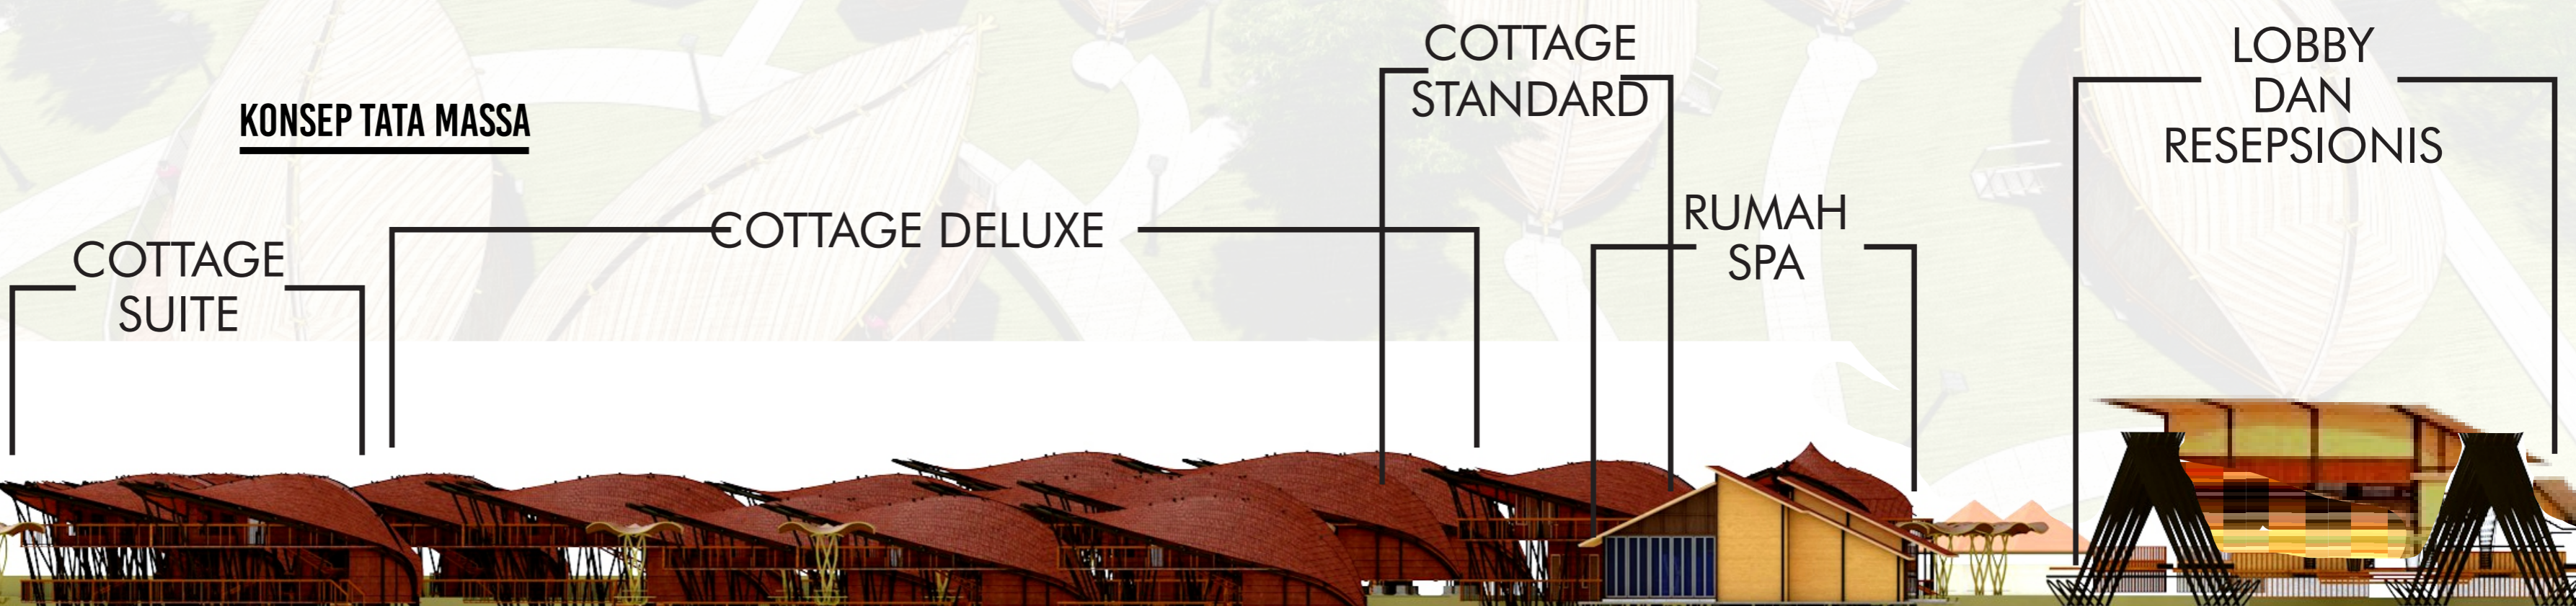 KONSEP TATA MASSA
COTTAGE
SUITE
COTTAGE DELUXE
COTTAGE
STANDARD
RUMAH
SPA
LOBBY
DAN
RESEPSIONIS